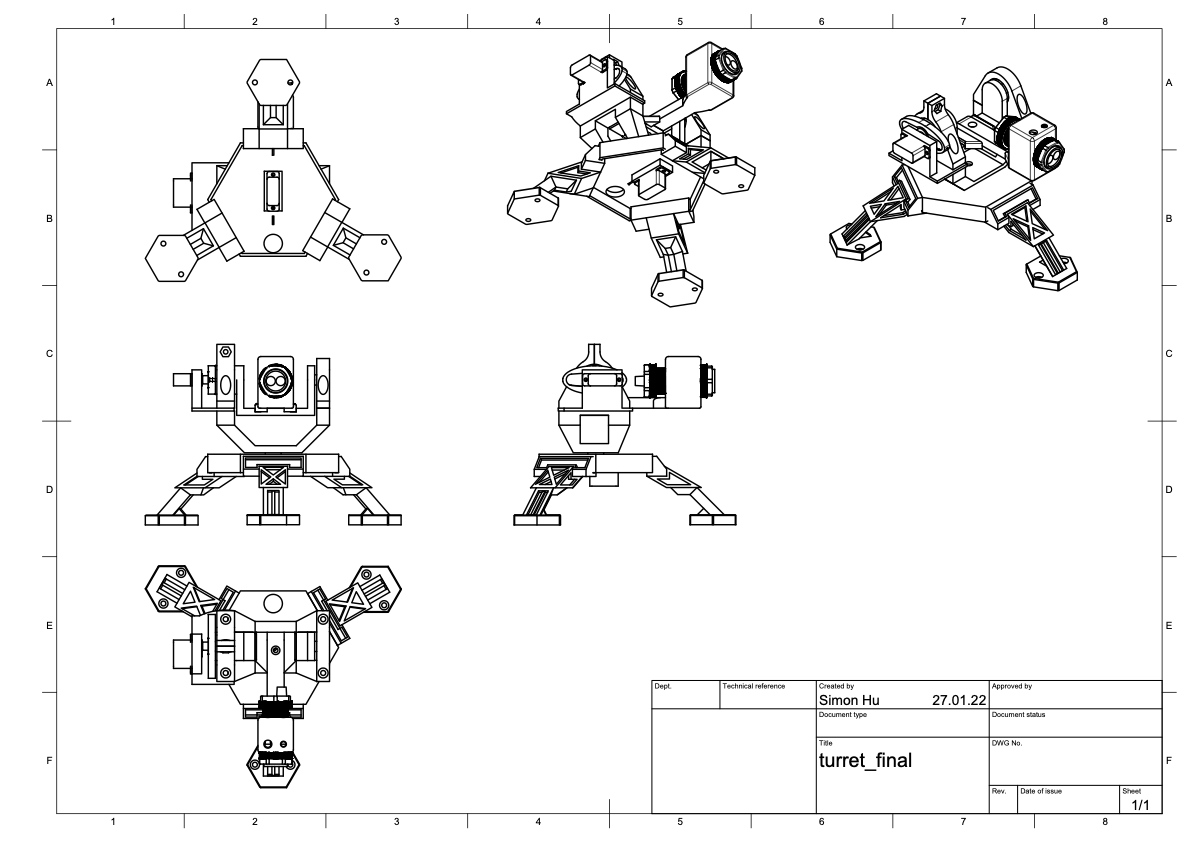 1 2 3 4 5 6 7 8
A A
B B
C C
D D
E E
F F
Dept. Technical reference Created by Approved by
Simon Hu 27.01.22
Document type Document status
Title DWG No.
turret_final
Rev. Date of issue Sheet
1/1
1 2 3 4 5 6 7 8